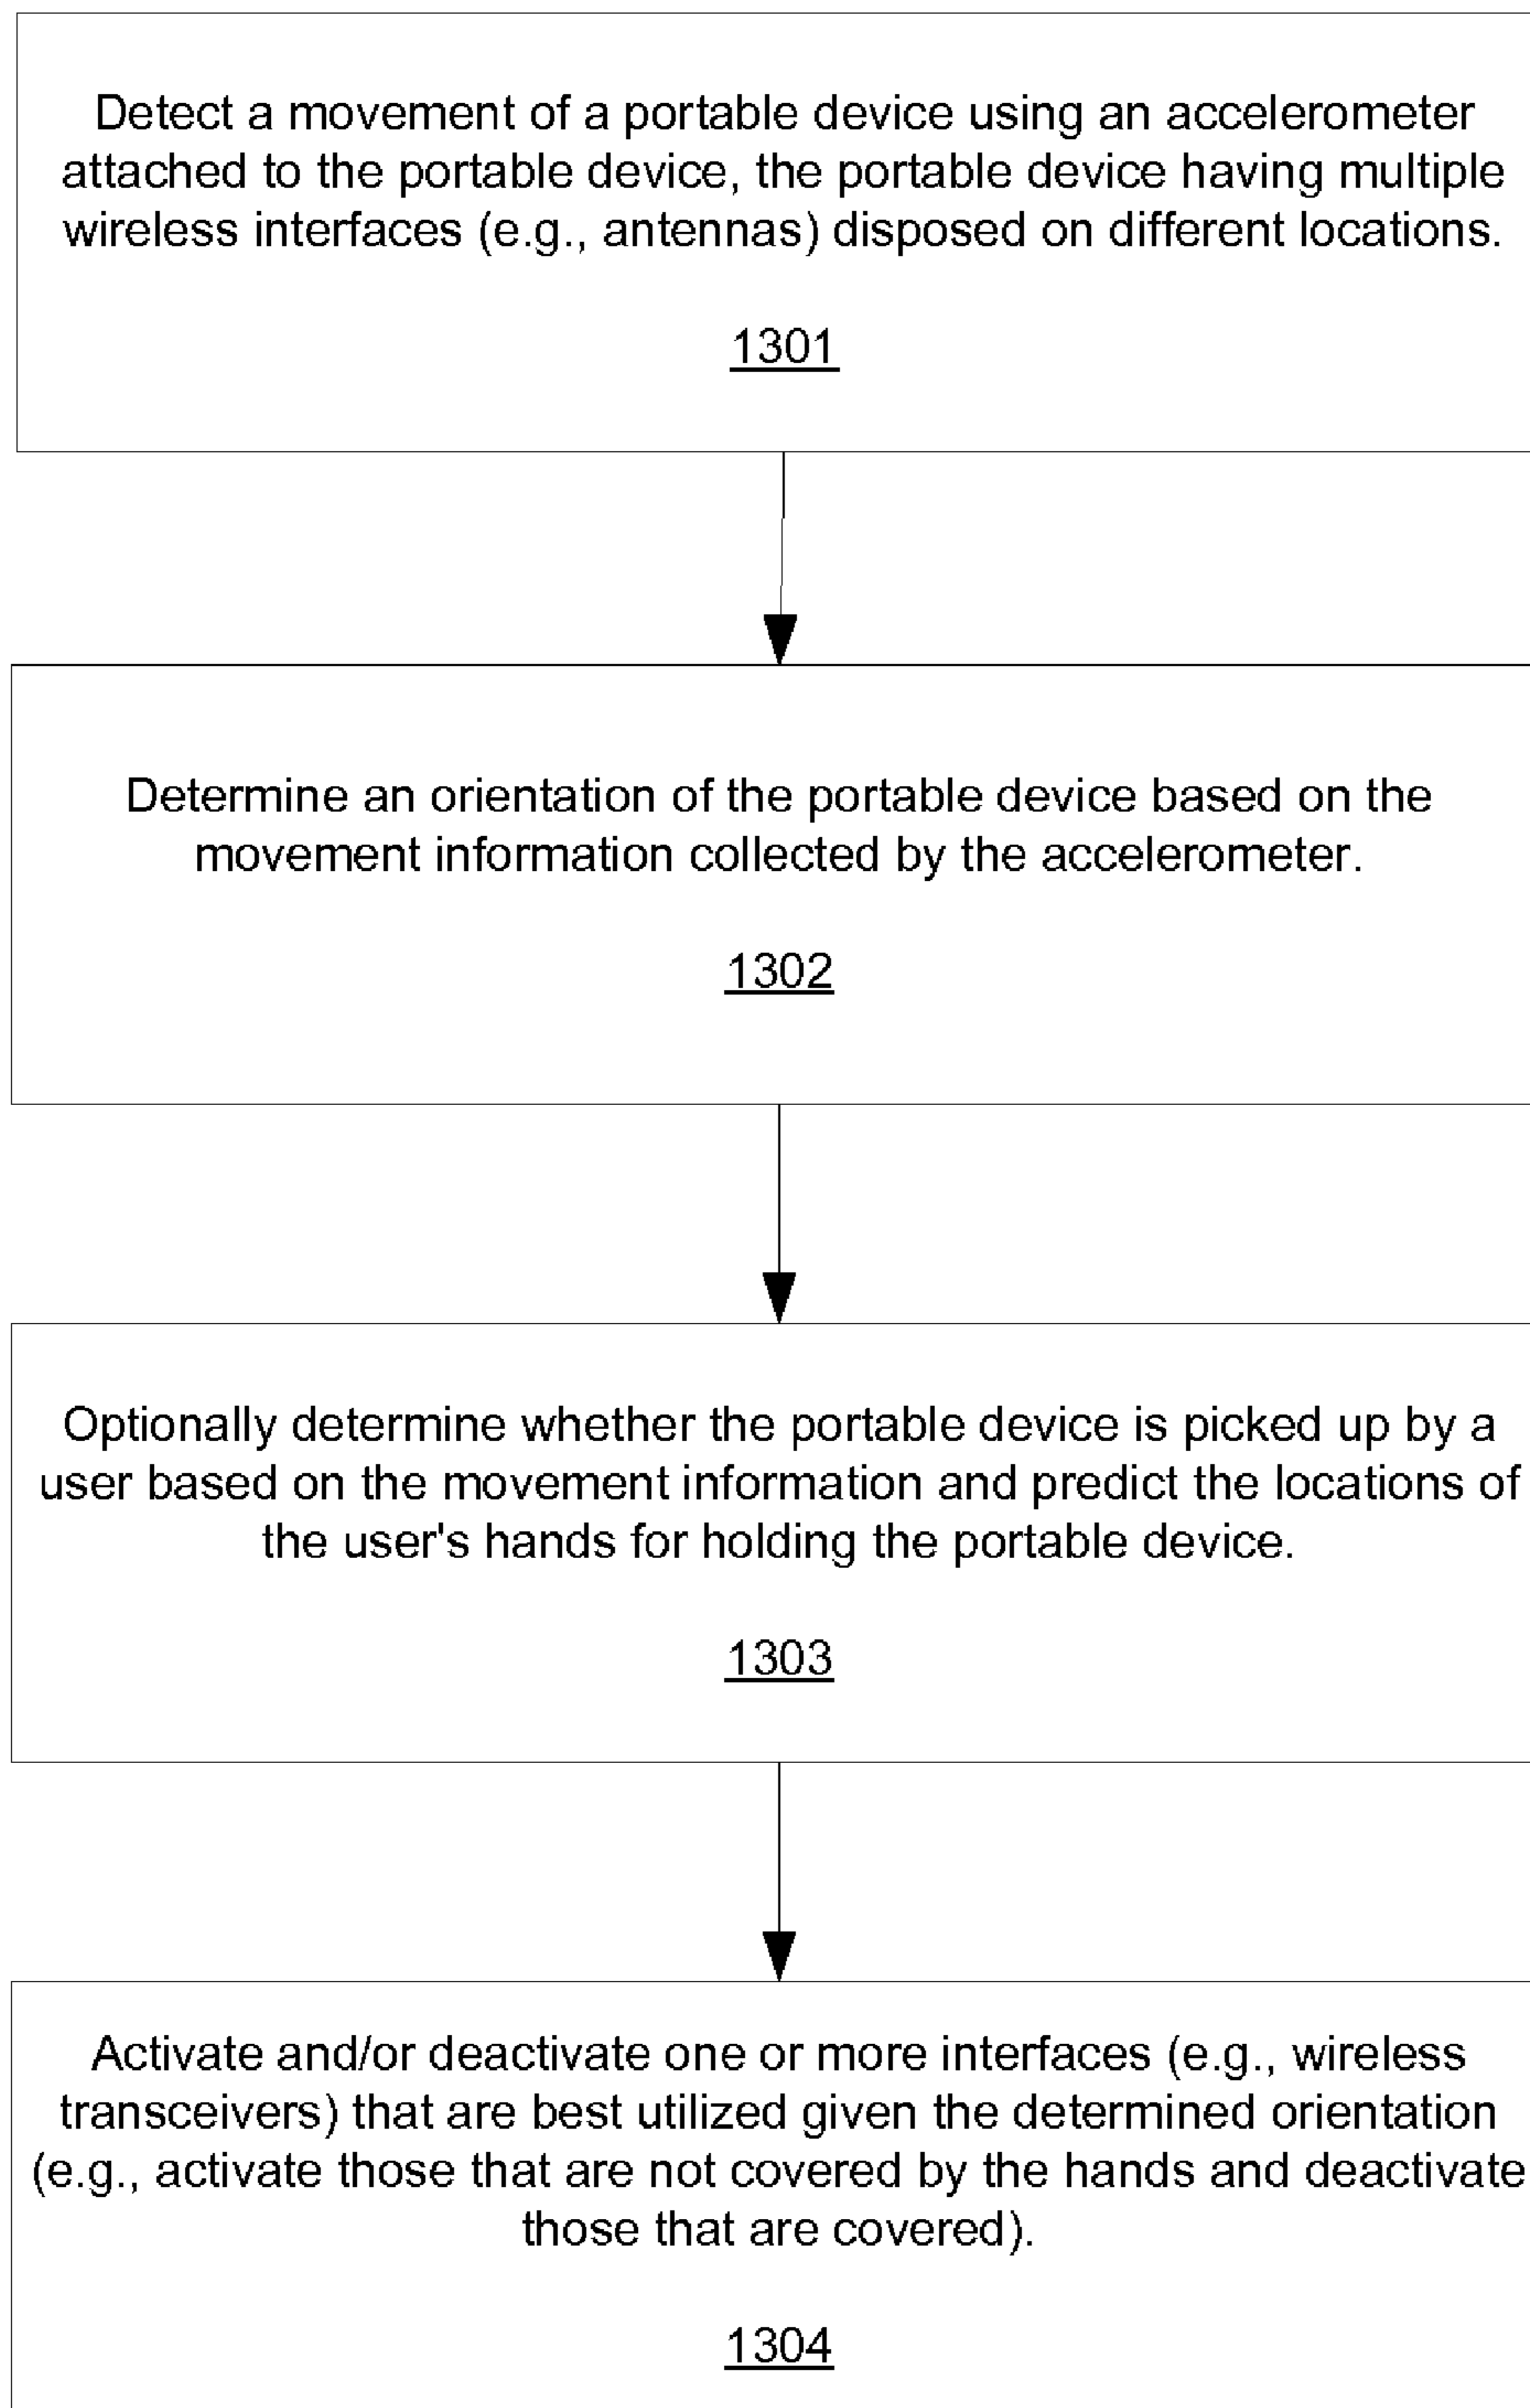 Detect a movement of a portable device using an accelerometer
attached to the portable device, the portable device having multiple
wireless interfaces (e.g., antennas) disposed on different locations.
1301
Determine an orientation of the portable device based on the
movement information collected by the accelerometer.
1302
Optionally determine whether the portable device is picked up by a
user based on the movement information and predict the locations of
the user's hands for holding the portable device.
1303
Activate and/or deactivate one or more interfaces (e.g., wireless
transceivers) that are best utilized given the determined orientation
(e.g., activate those that are not covered by the hands and deactivate
those that are covered).
1304